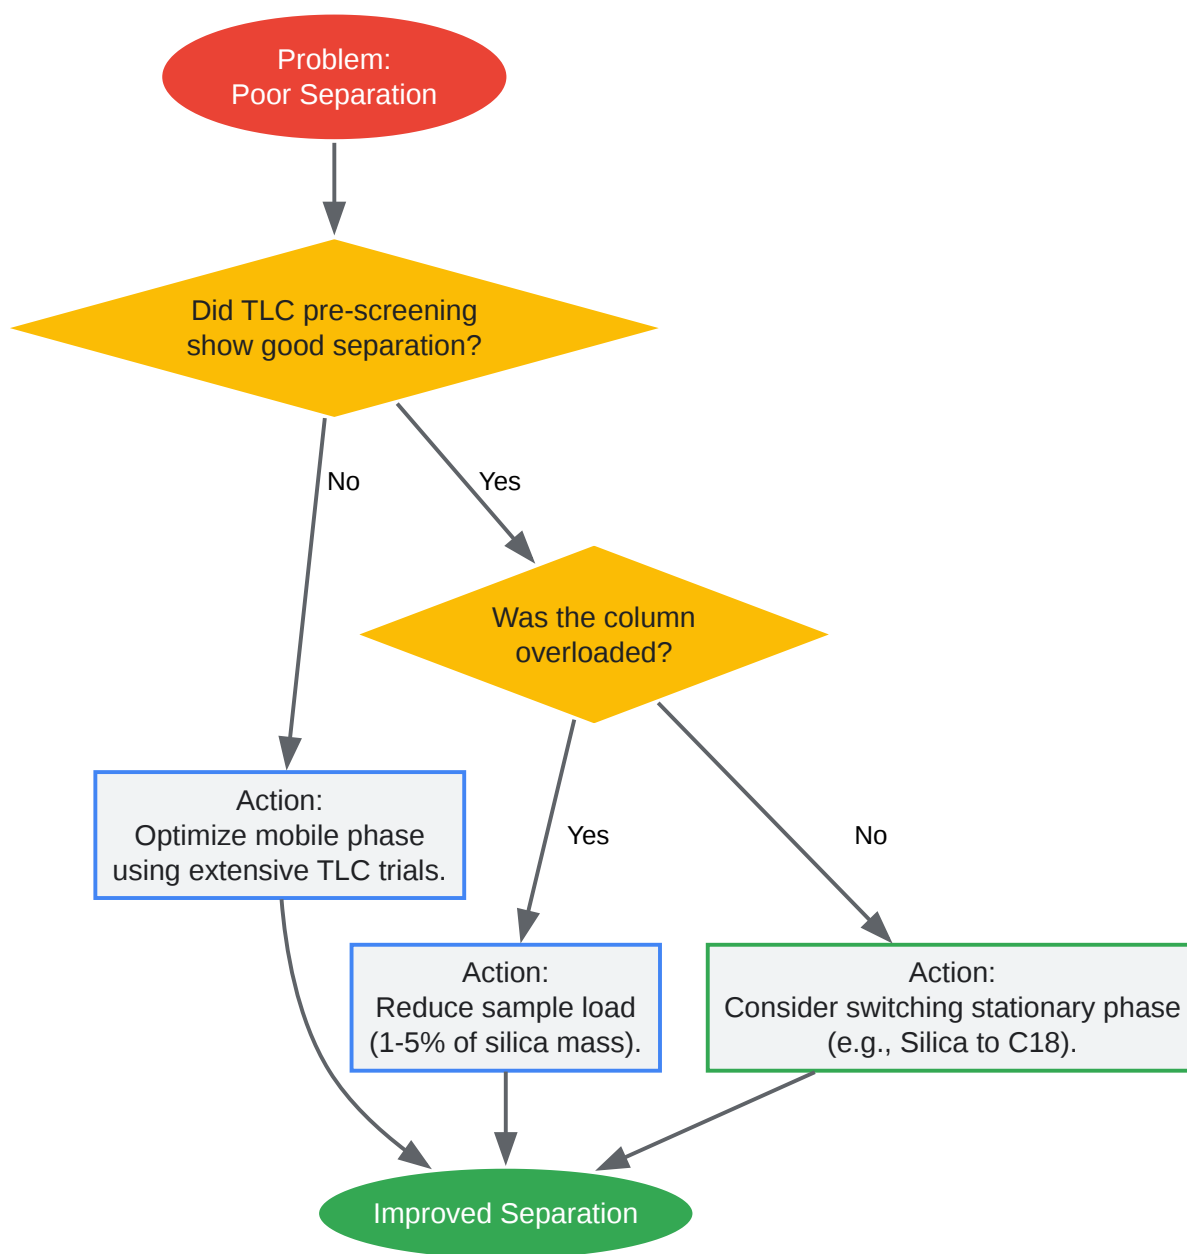 Problem:
Poor Separation
Did TLC pre-screening
show good separation?
No
Yes
Was the column
overloaded?
Action:
Optimize mobile phase
using extensive TLC trials.
Yes
No
Action:
Reduce sample load
(1-5% of silica mass).
Action:
Consider switching stationary phase
(e.g., Silica to C18).
Improved Separation